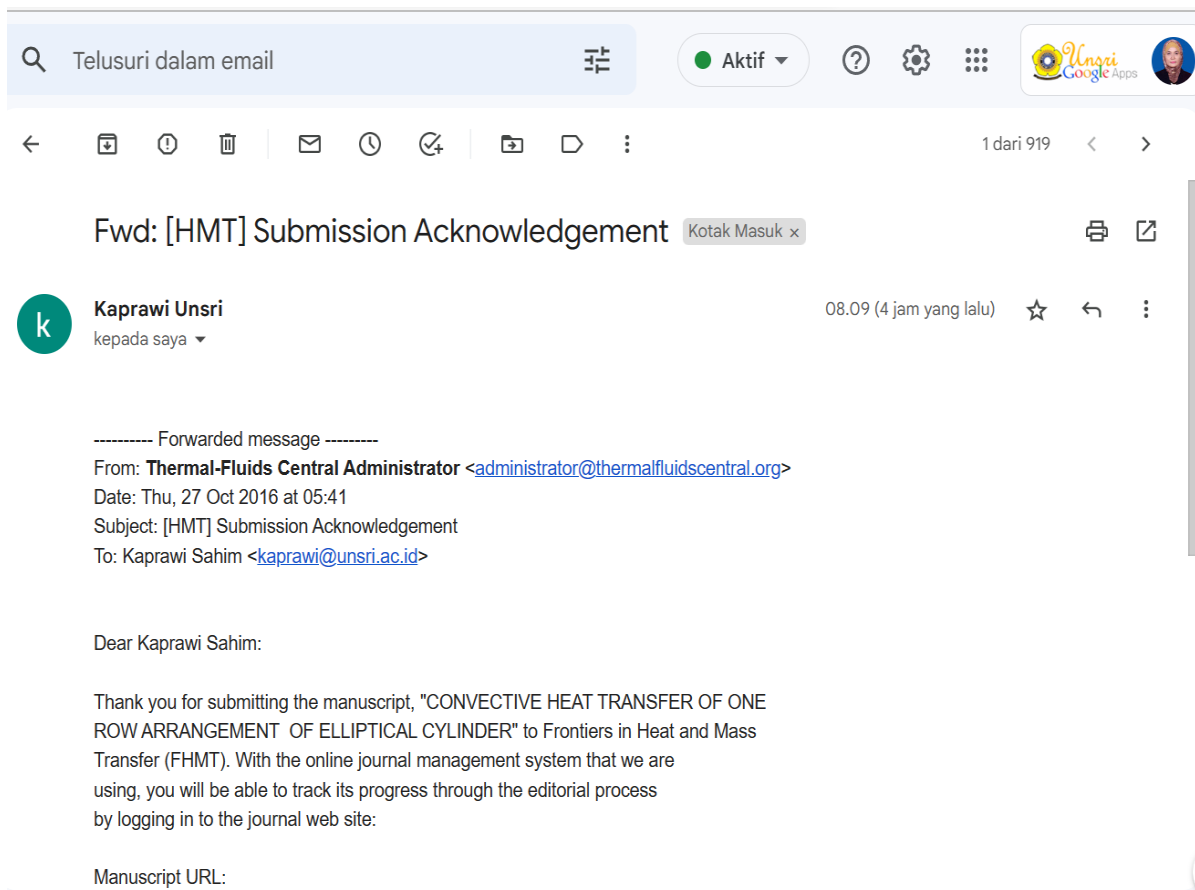 Telusuri dalam email
Aktif
Unsri
Google Apps
1 dari 919
Fwd: [HMT] Submission Acknowledgement
Kotak Masuk ×
k
Kaprawi Unsri
08.09 (4 jam yang lalu)
kepada saya
---------- Forwarded message ---------
From: Thermal-Fluids Central Administrator <administrator@thermalfluidscentral.org>
Date: Thu, 27 Oct 2016 at 05:41
Subject: [HMT] Submission Acknowledgement
To: Kaprawi Sahim <kaprawi@unsri.ac.id>
Dear Kaprawi Sahim:
Thank you for submitting the manuscript, "CONVECTIVE HEAT TRANSFER OF ONE
ROW ARRANGEMENT  OF ELLIPTICAL CYLINDER" to Frontiers in Heat and Mass
Transfer (FHMT). With the online journal management system that we are
using, you will be able to track its progress through the editorial process
by logging in to the journal web site:
Manuscript URL: